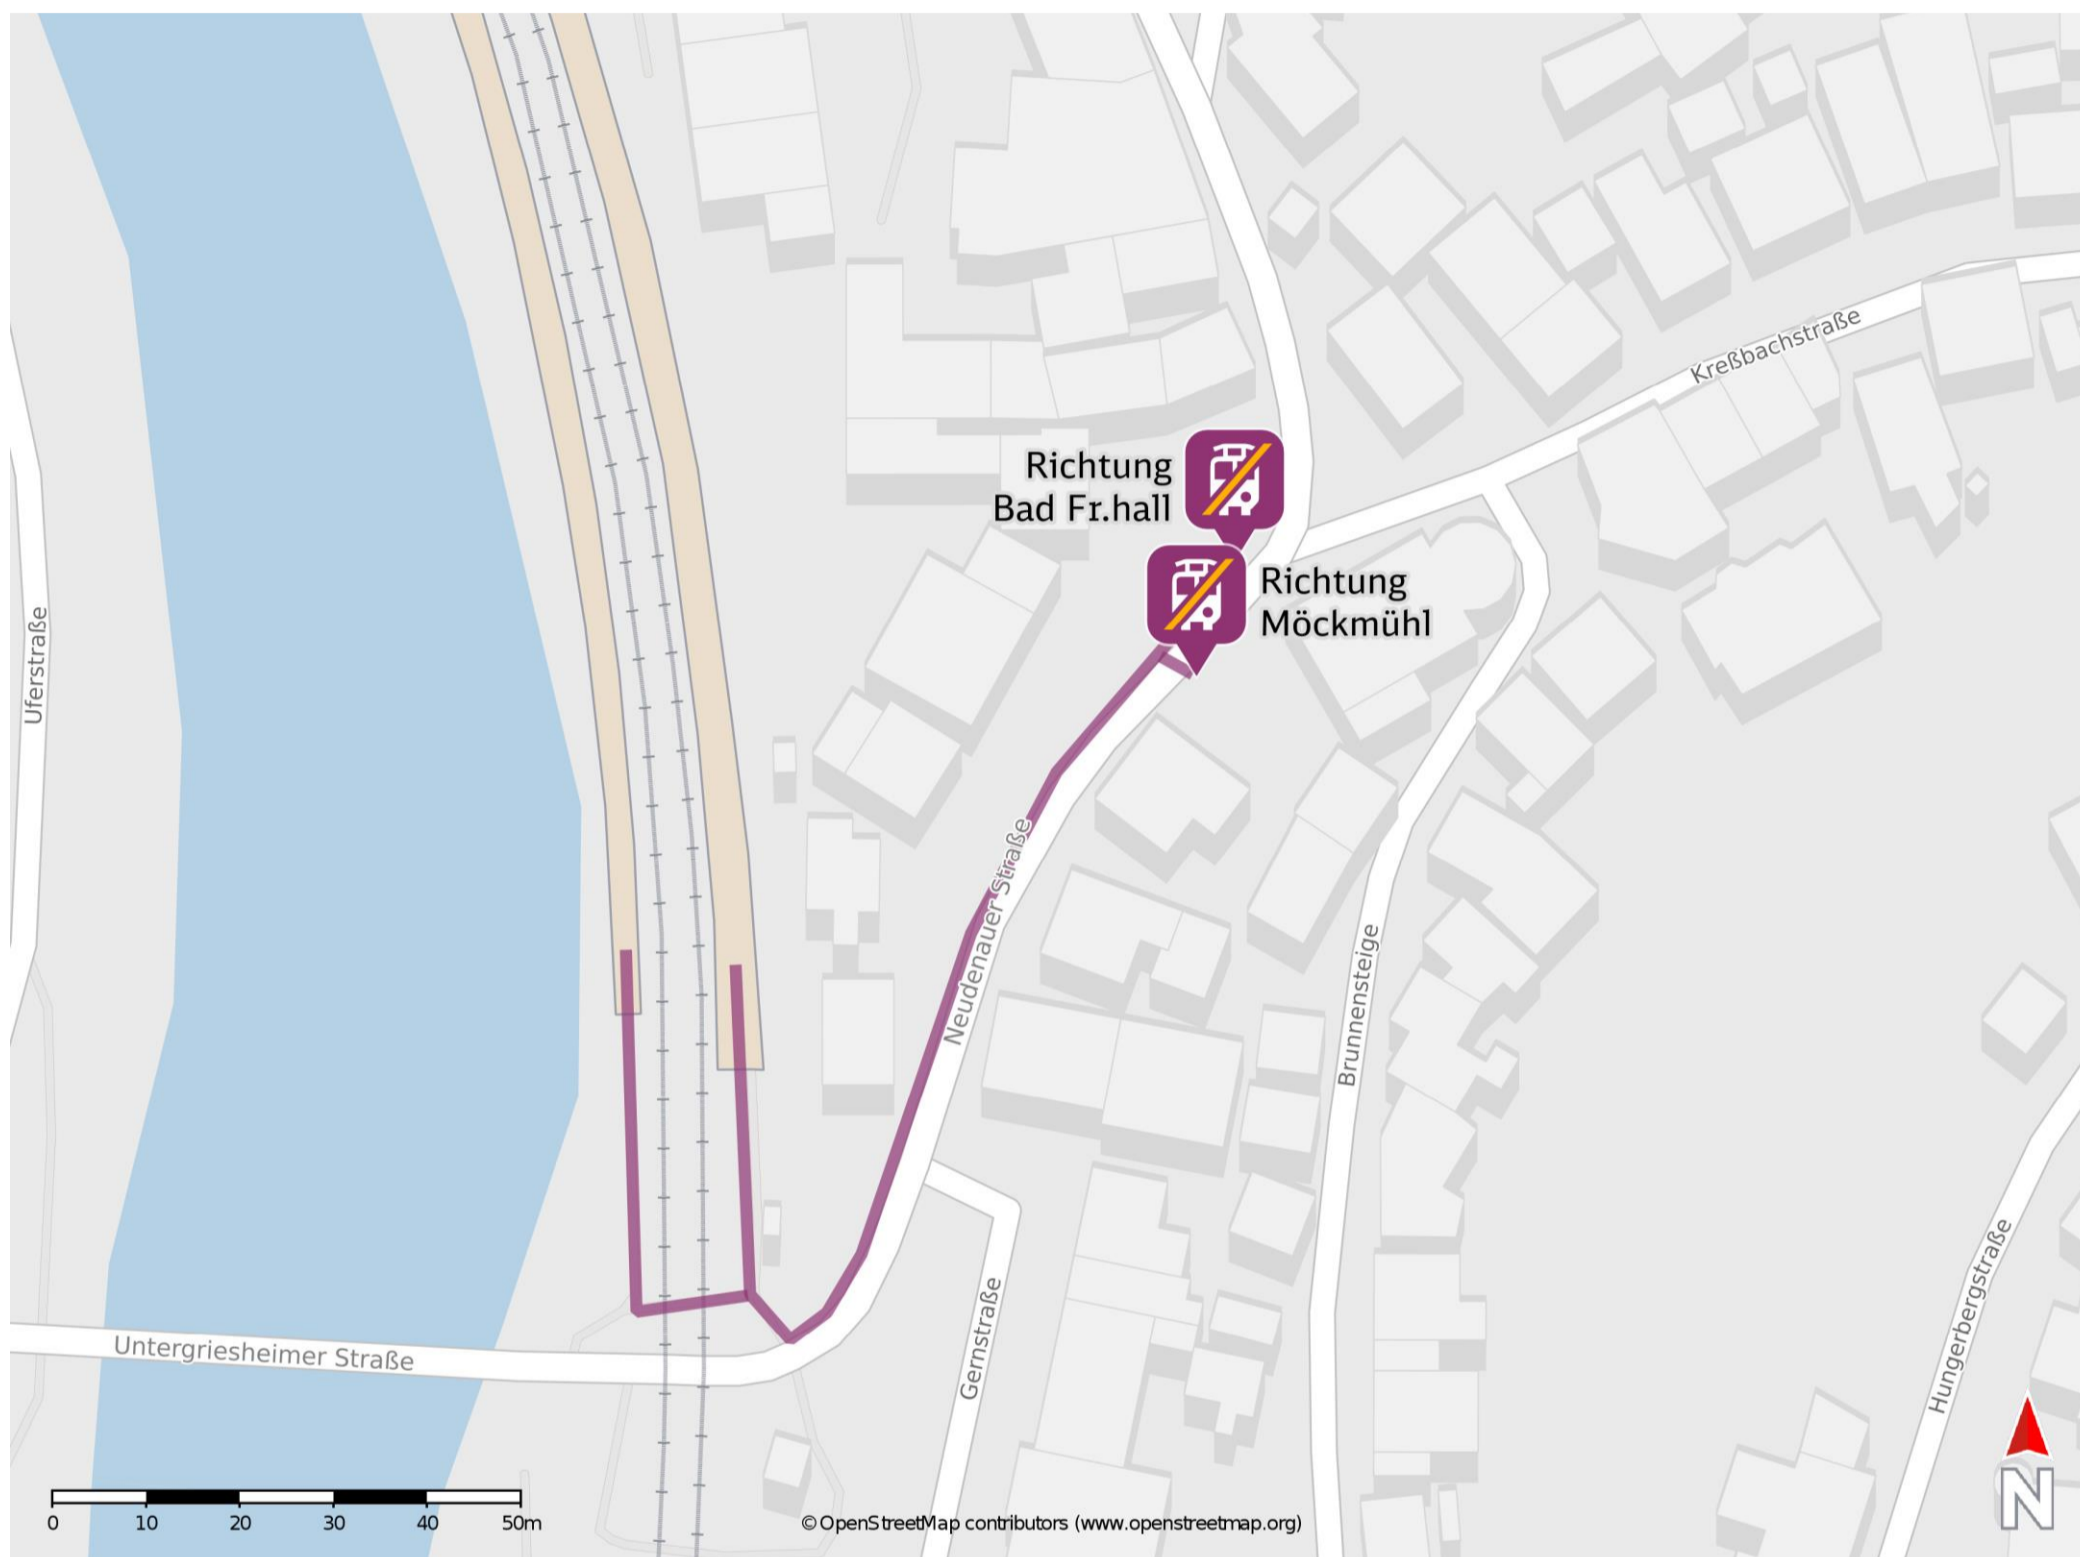 Kreßbachstraße
Richtung
Bad Fr.hall
Richtung
Möckmühl
Uferstraße
Neudenauer Straße
Brunnensteige
Gernstraße
Hungerbergstraße
Untergriesheimer Straße
0 10 20 30 40 50m
© OpenStreetMap contributors (www.openstreetmap.org)
N